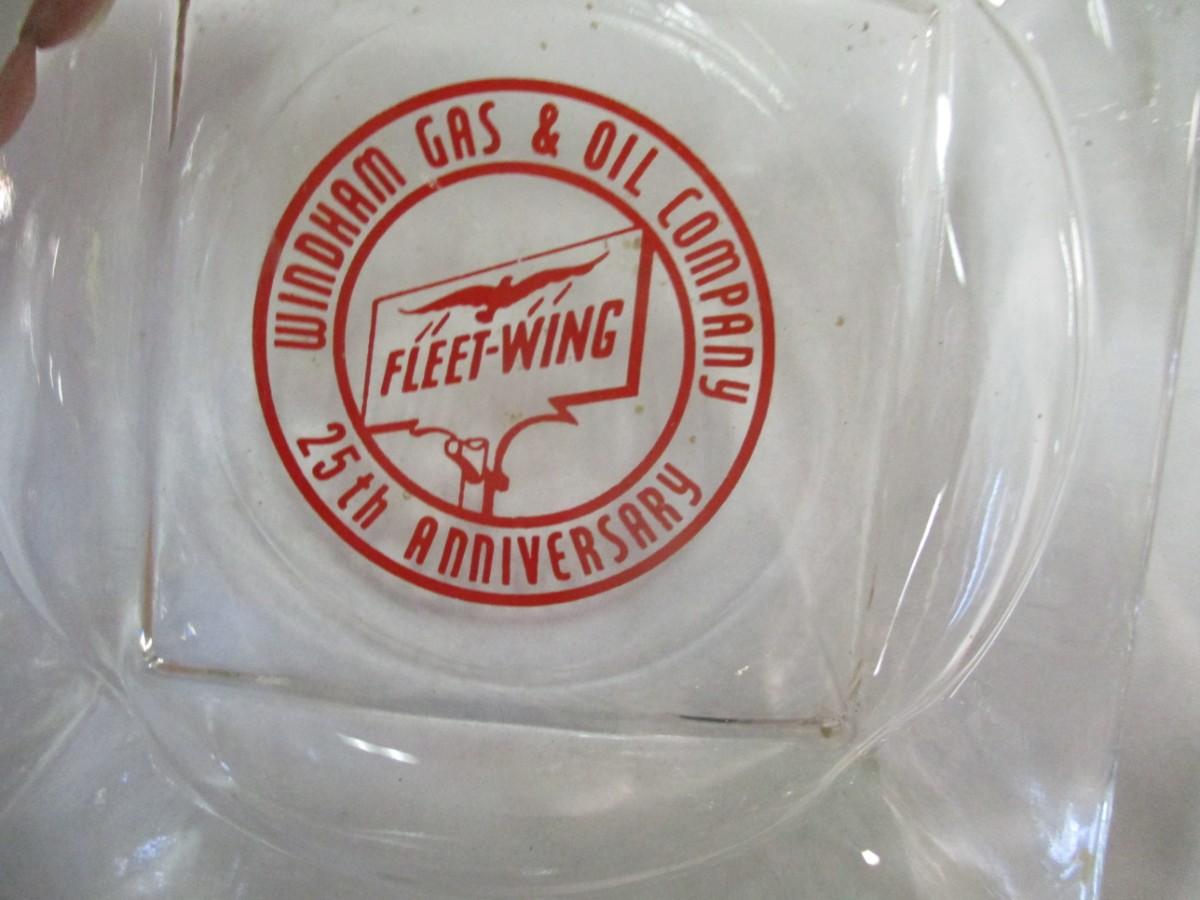 WINDHAM GAS & OIL COMPANY
FLEET-WING
25th ANNIVERSARY